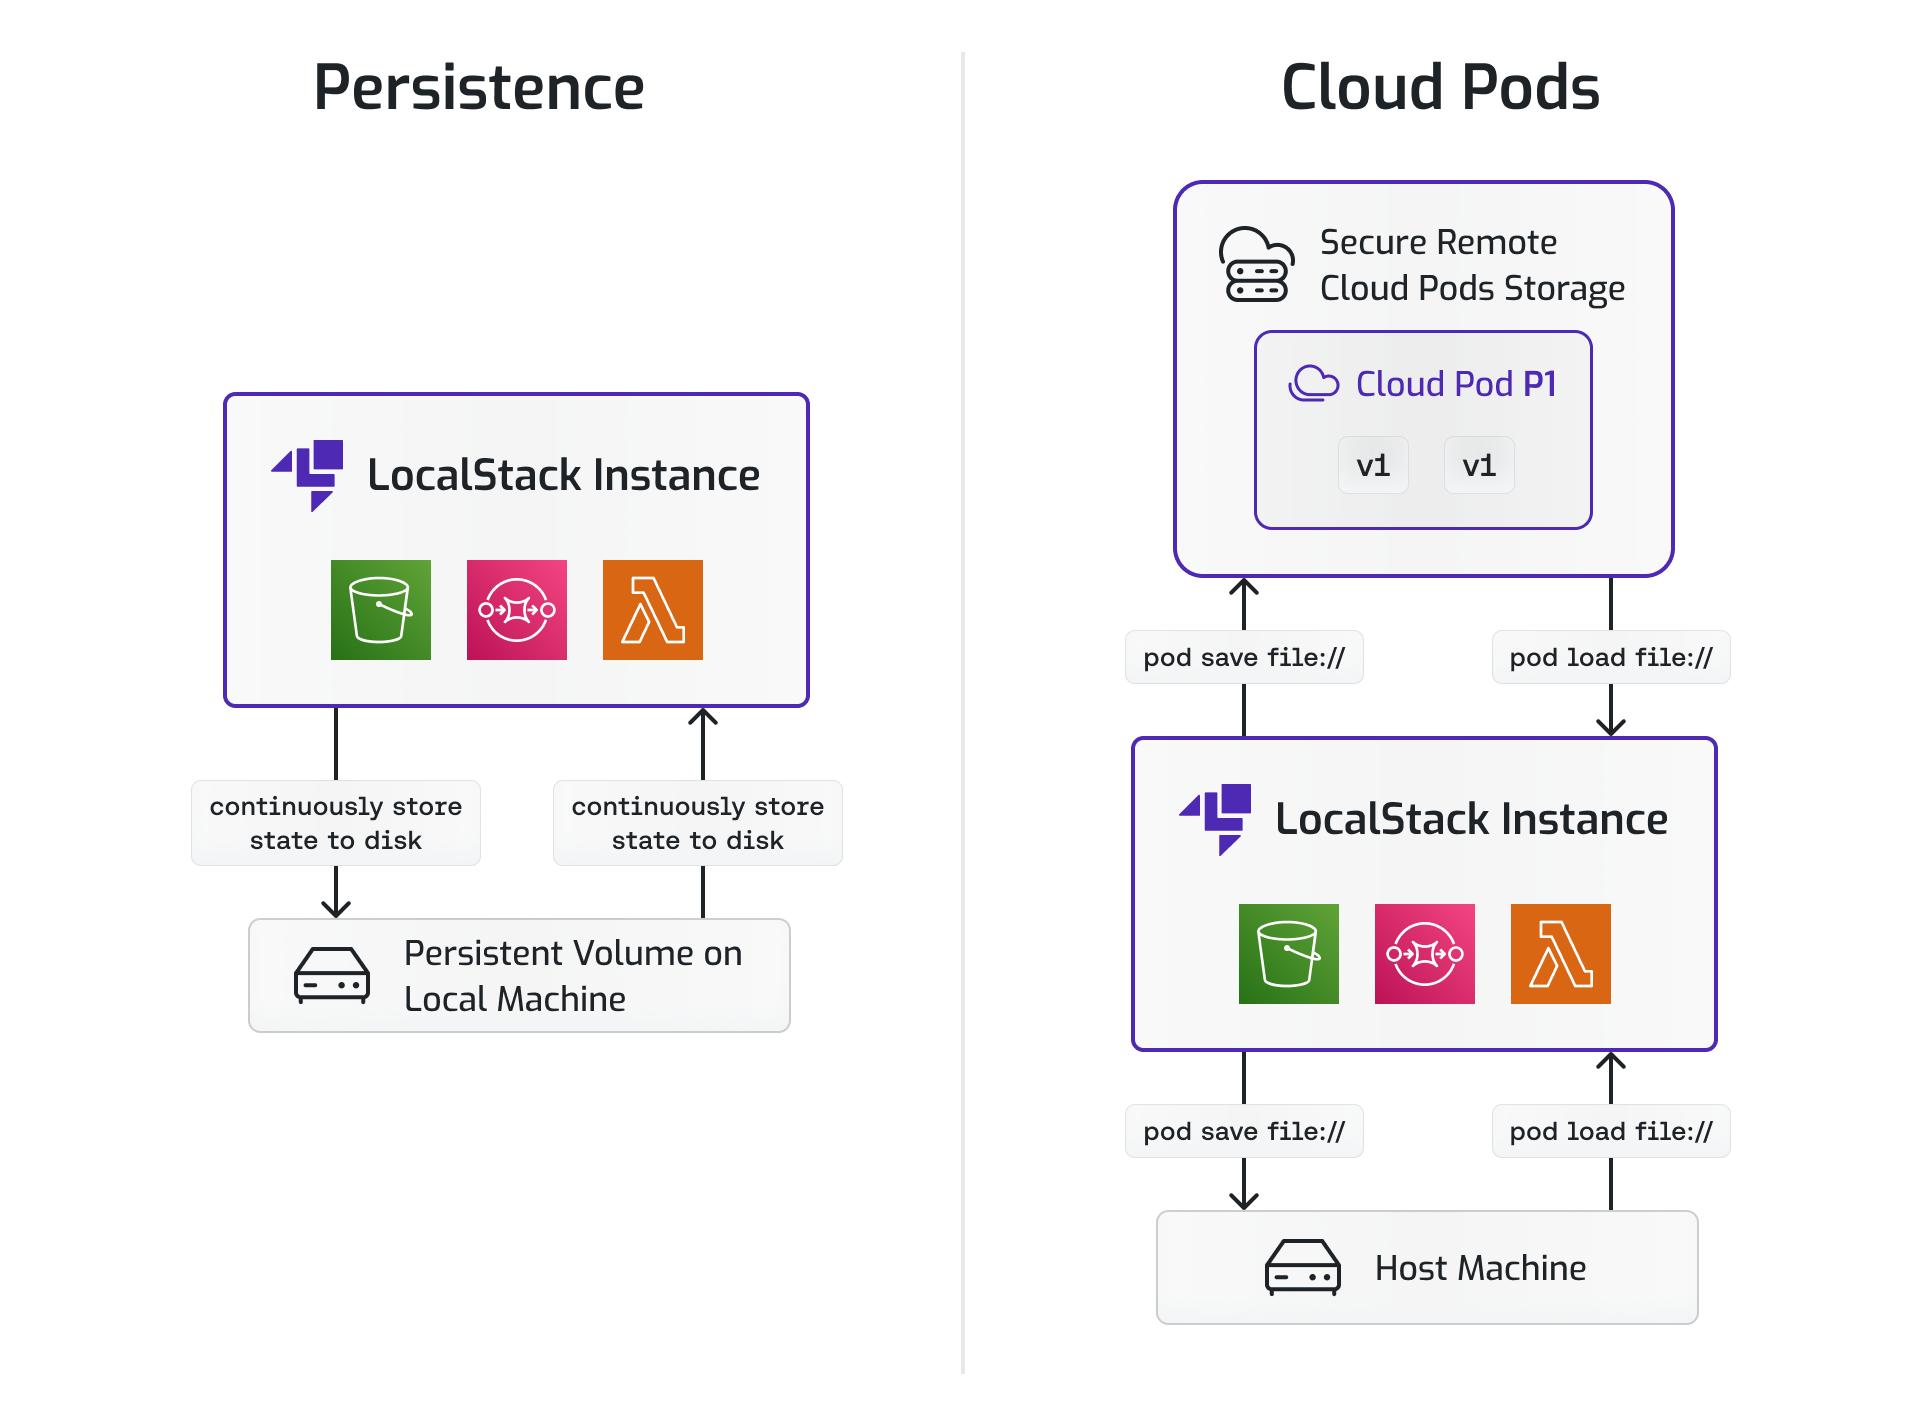 Persistence
LocalStack Instance
continuously store
state to disk
continuously store
state to disk
Persistent Volume on
Local Machine
Cloud Pods
Secure Remote
Cloud Pods Storage
Cloud Pod P1
v1
v1
pod save file://
pod load file://
LocalStack Instance
pod save file://
pod load file://
Host Machine